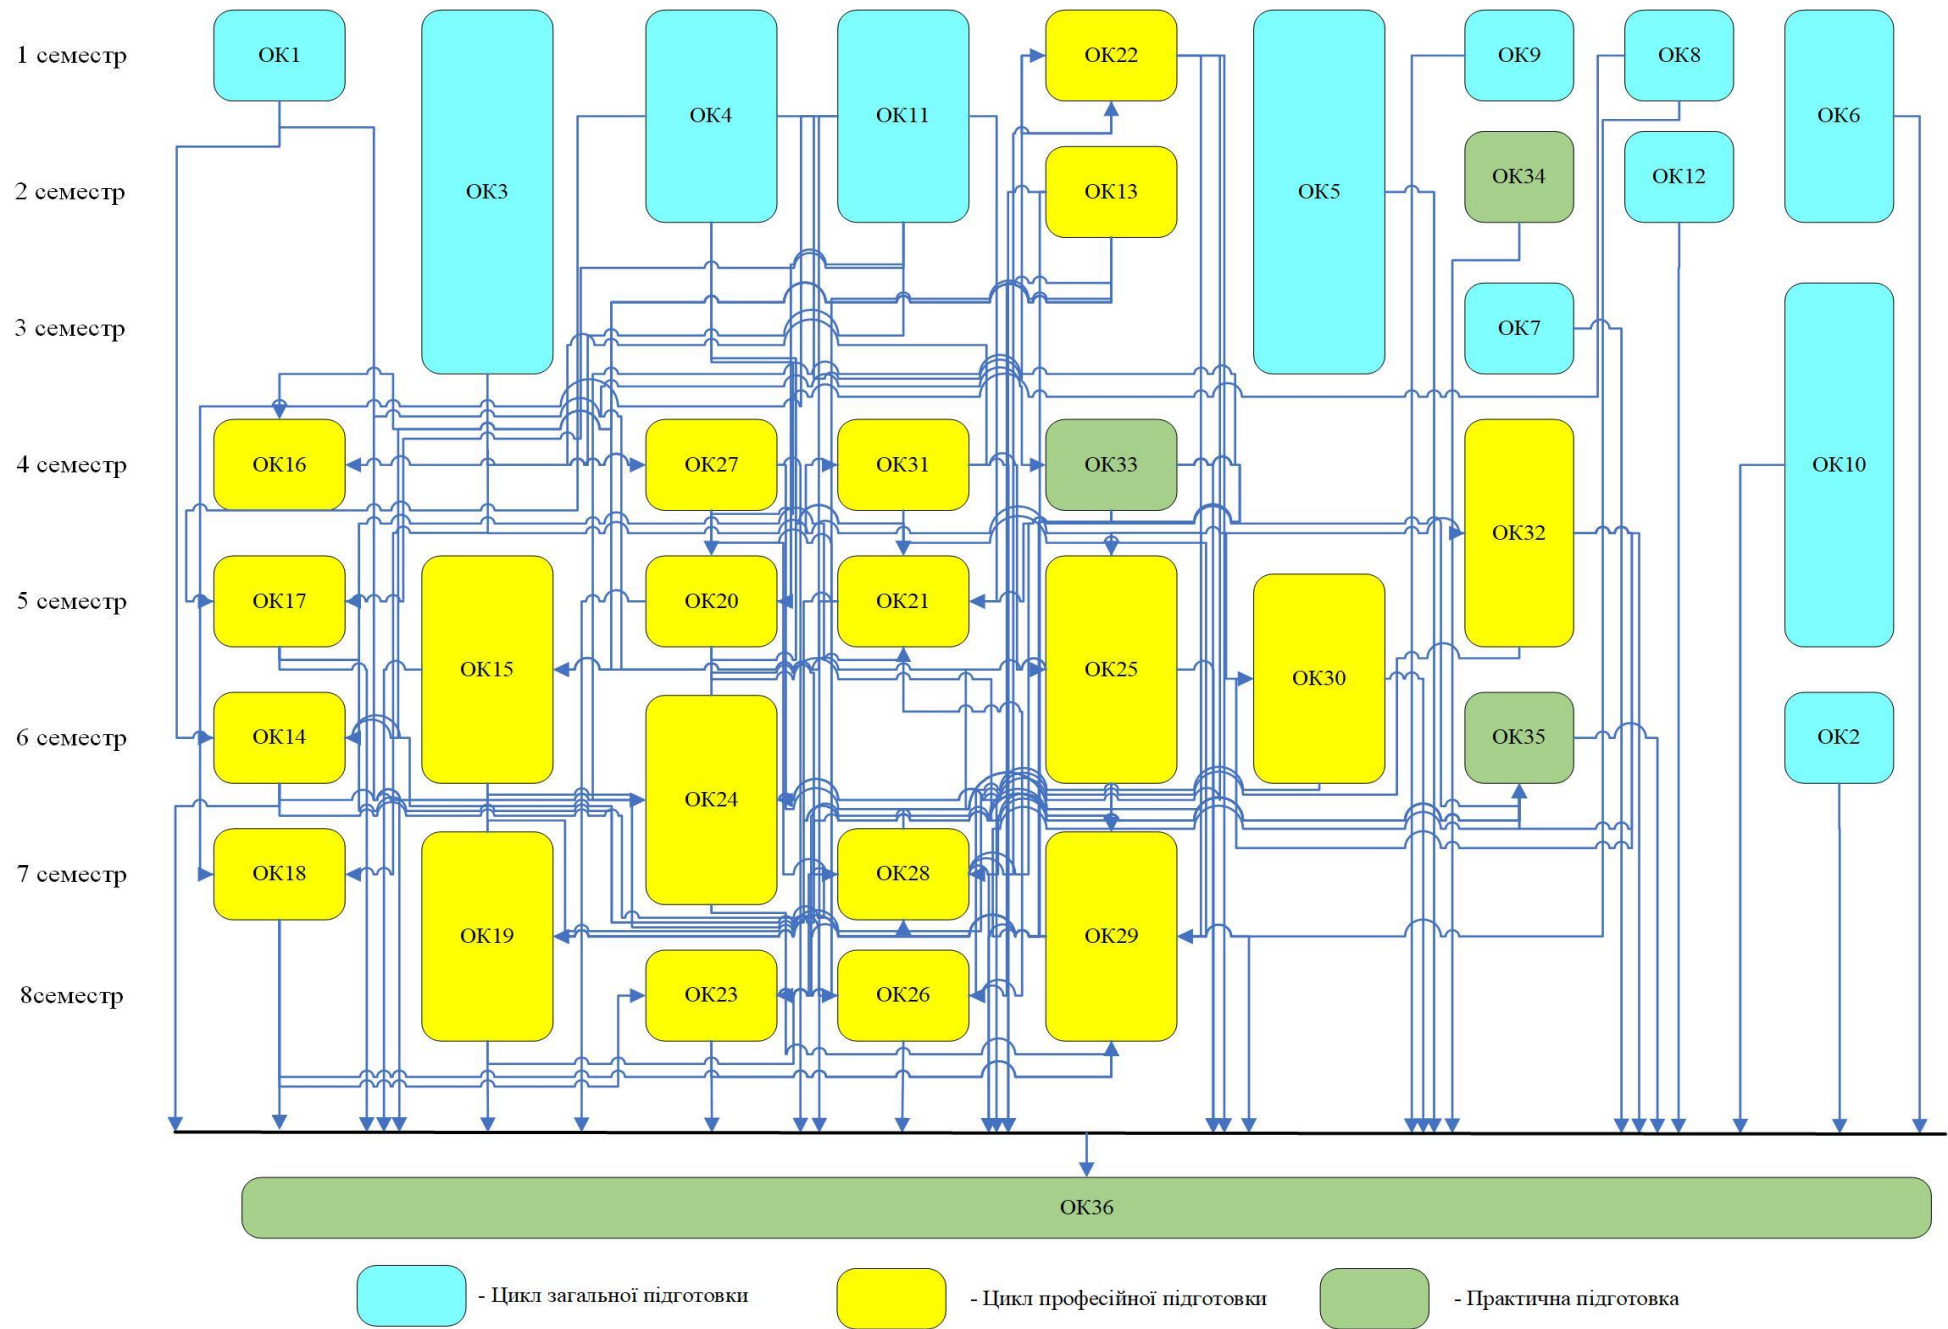 1 семестр
ОК1
ОК3
ОК4
ОК11
ОК22
ОК5
ОК9
ОК8
ОК6
2 семестр
ОК13
ОК34
ОК12
3 семестр
ОК7
ОК10
4 семестр
ОК16
ОК27
ОК31
ОК33
ОК32
5 семестр
ОК17
ОК15
ОК20
ОК21
ОК25
ОК30
6 семестр
ОК14
ОК24
ОК35
ОК2
7 семестр
ОК18
ОК19
ОК28
ОК29
8семестр
ОК23
ОК26
ОК36
- Цикл загальної підготовки
- Цикл професійної підготовки
- Практична підготовка